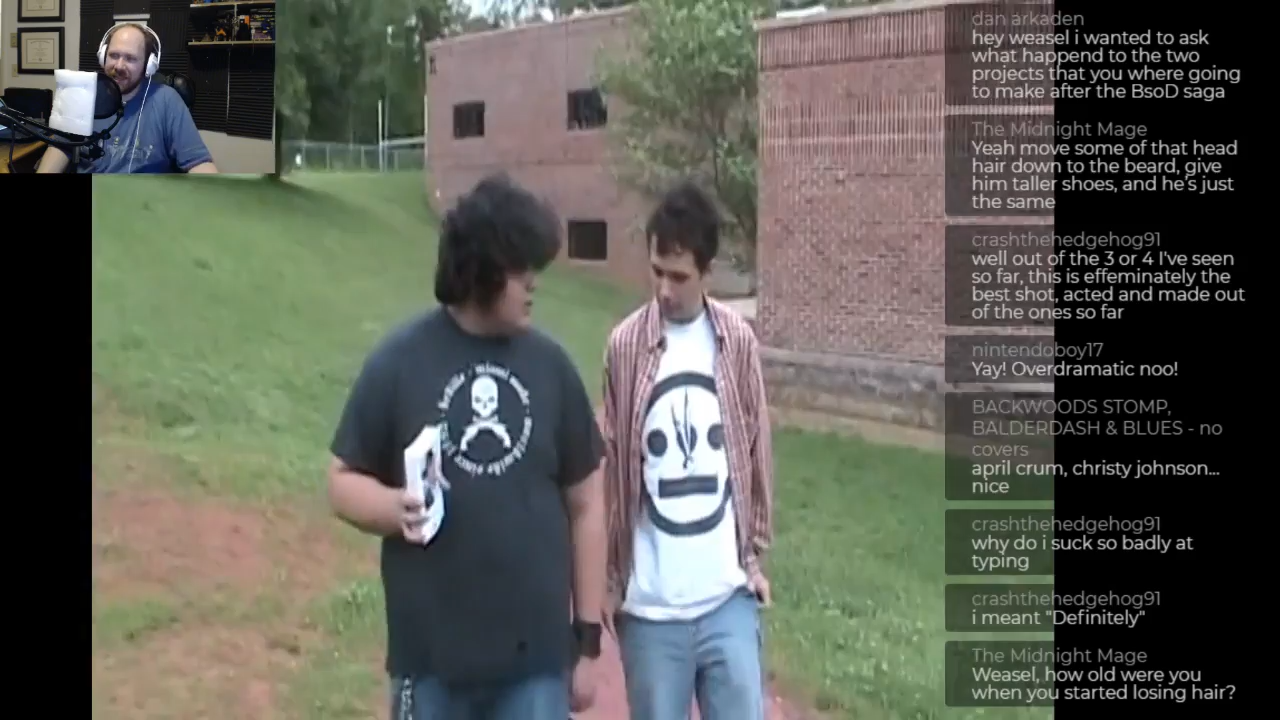 dan arkaden
hey weasel i wanted to ask
what happend to the two
projects that you where going
to make after the BsoD saga
The Midnight Mage
Yeah move some of that head
hair down to the beard, give
him taller shoes, and he's just
the same
crashthehedgehog91
well out of the 3 or 4 I've seen
so far, this is effeminately the
best shot, acted and made out
of the ones so far
nintendoboy17
Yay! Overdramatic noo!
BACKWOODS STOMP,
BALDERDASH & BLUES - no
covers
april crum, christy johnson...
nice
crashthehedgehog91
why do i suck so badly at
typing
crashthehedgehog91
i meant "Definitely"
The Midnight Mage
Weasel, how old were you
when you started losing hair?